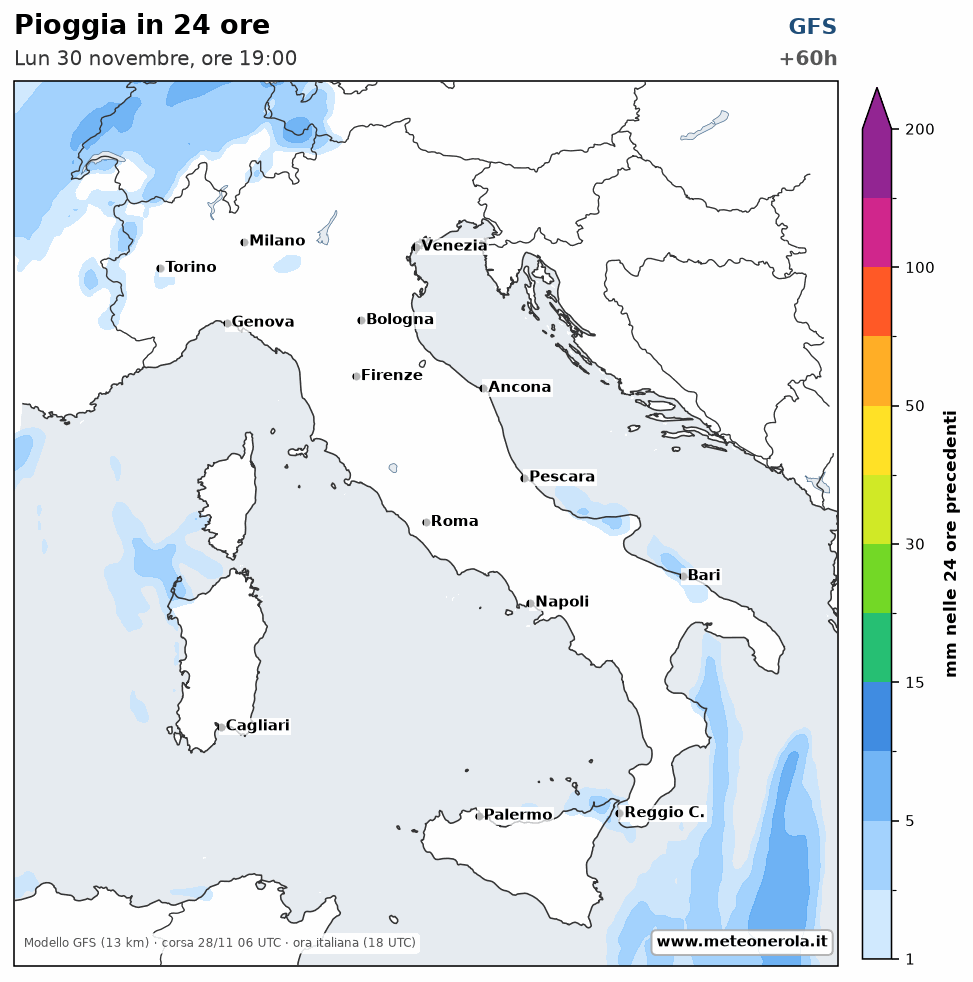 Pioggia in 24 ore
GFS
Lun 30 novembre, ore 19:00
+60h
Milano
Venezia
Torino
Genova
Bologna
Firenze
Ancona
Pescara
Roma
Bari
Napoli
Cagliari
Palermo
Reggio C.
Modello GFS (13 km) · corsa 28/11 06 UTC · ora italiana (18 UTC)
www.meteonerola.it
200
100
50
30
15
5
1
mm nelle 24 ore precedenti